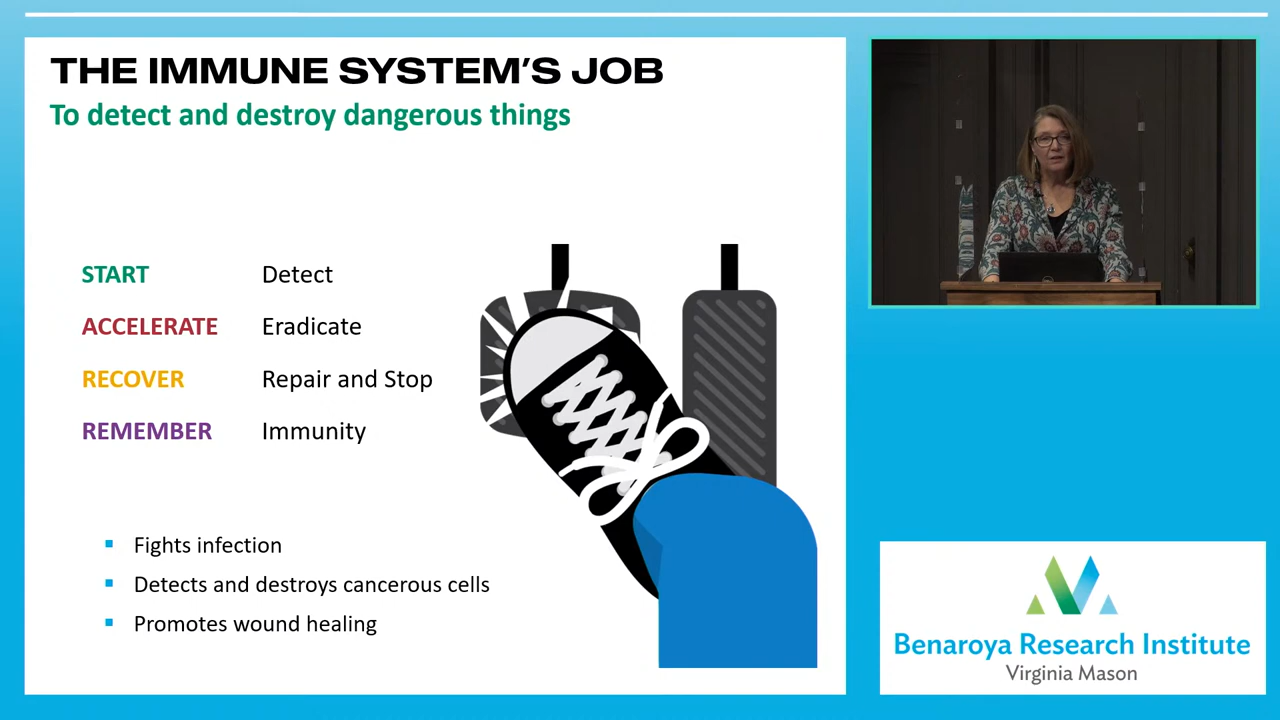 THE IMMUNE SYSTEM'S JOB
To detect and destroy dangerous things
START Detect
ACCELERATE Eradicate
RECOVER Repair and Stop
REMEMBER Immunity
Fights infection
Detects and destroys cancerous cells
Promotes wound healing
Benaroya Research Institute
Virginia Mason